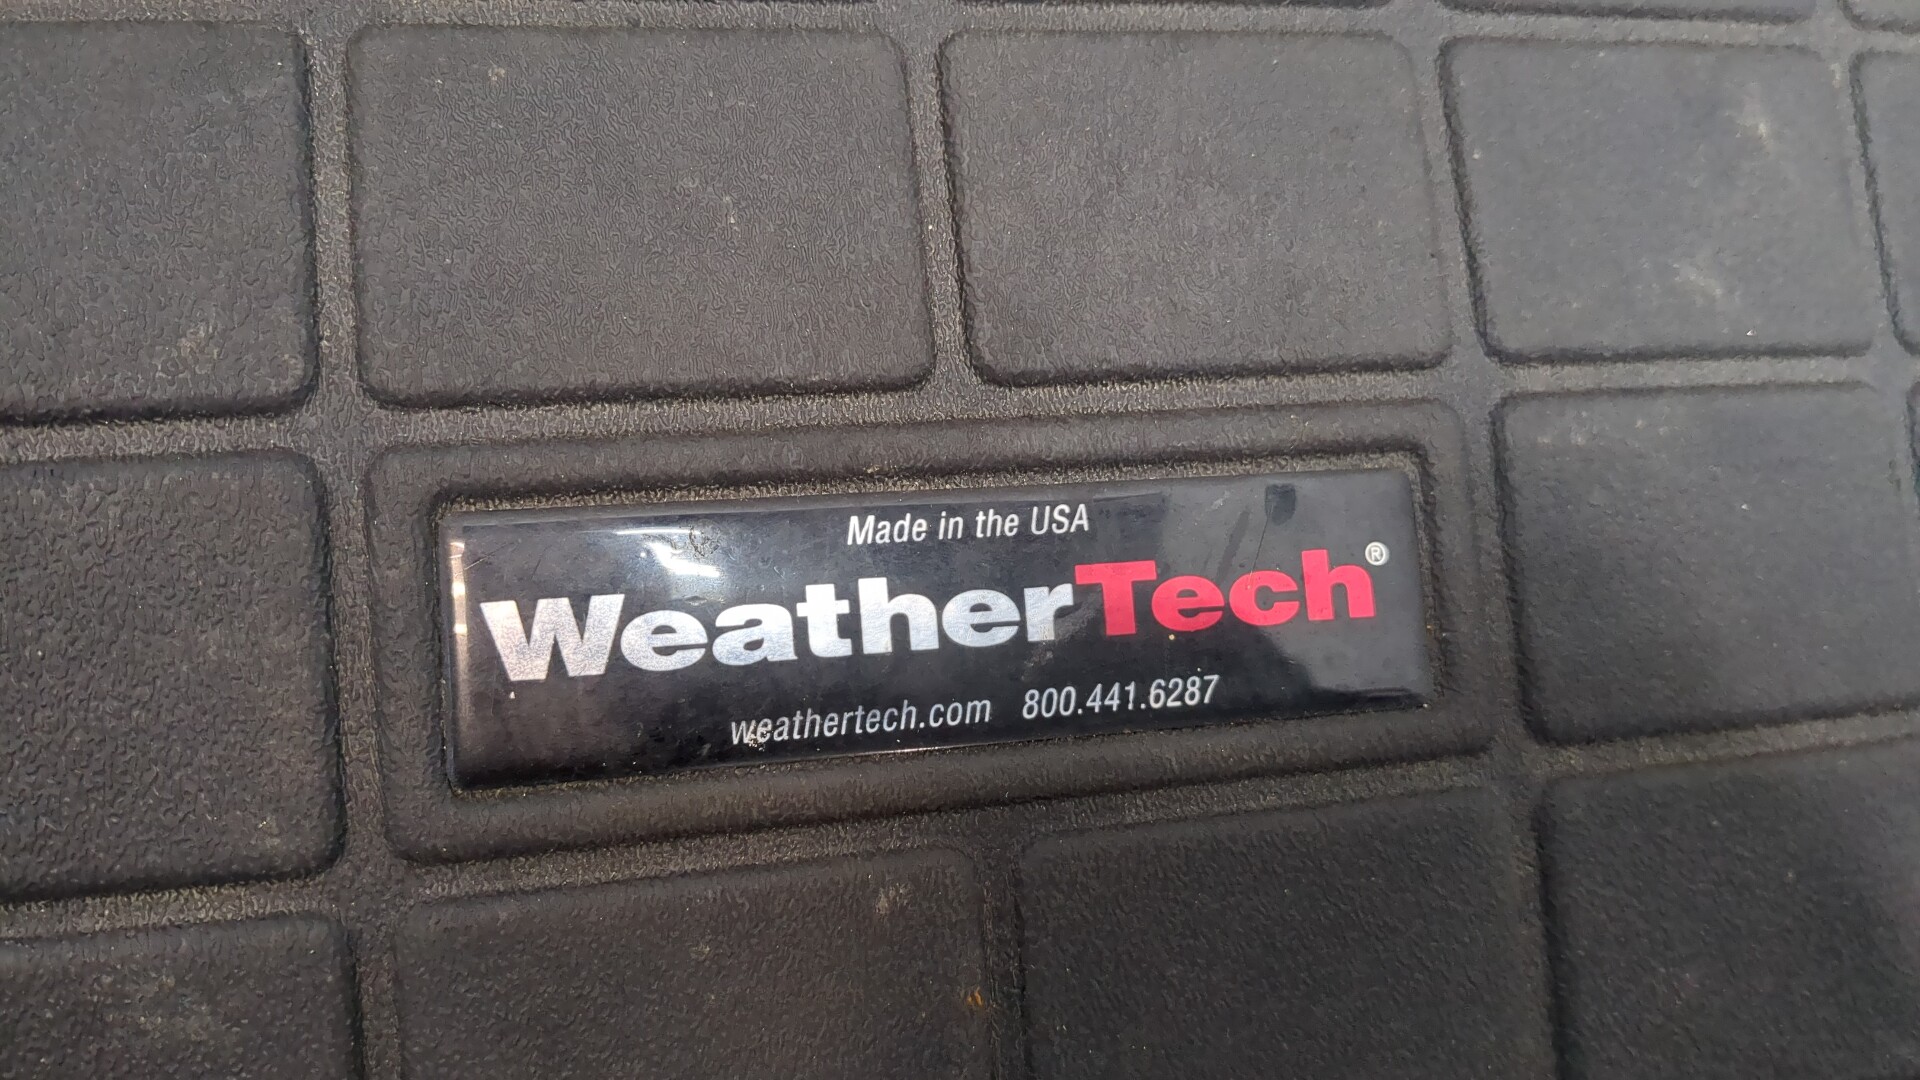 Made in the USA
WeatherTech®
weathertech.com 800.441.6287